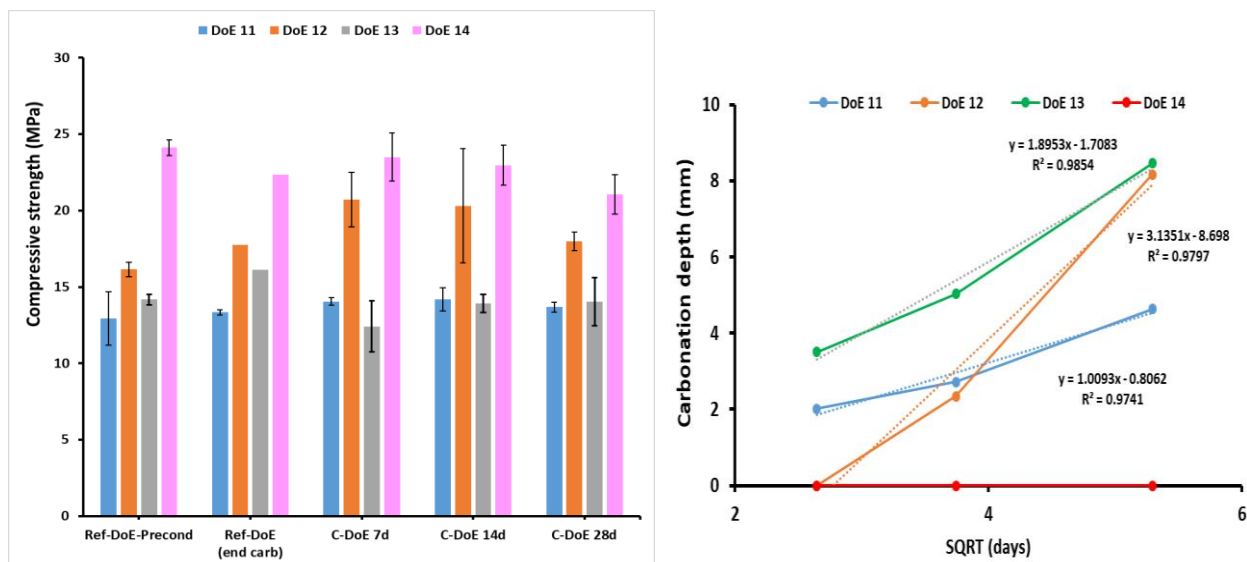 DoE 11 DoE 12 DoE 13 DoE 14
Compressive strength (MPa)
30
25
20
15
10
5
0
Ref-DoE-Precond Ref-DoE (end carb) C-DoE 7d C-DoE 14d C-DoE 28d
DoE 11 DoE 12 DoE 13 DoE 14
Carbonation depth (mm)
10
8
6
4
2
0
y = 1.8953x - 1.7083
R² = 0.9854
y = 3.1351x - 8.698
R² = 0.9797
y = 1.0093x - 0.8062
R² = 0.9741
2 4 6
SQRT (days)